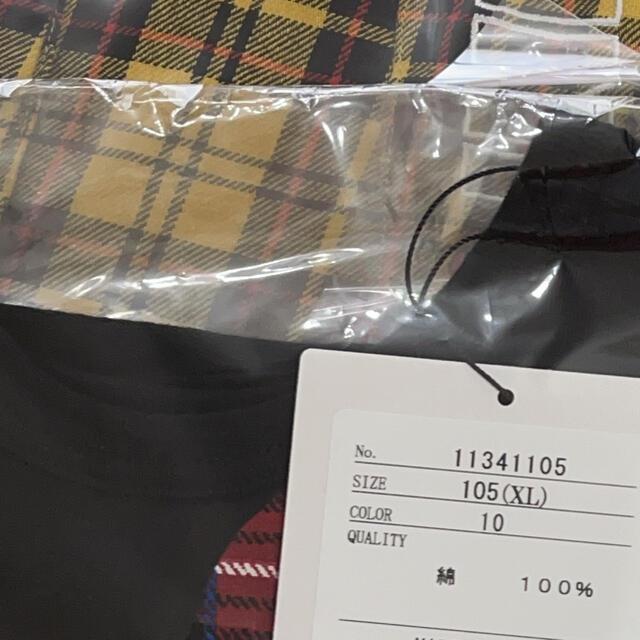 No. 11341105
SIZE 105(XL)
COLOR 10
QUALITY
綿 100%